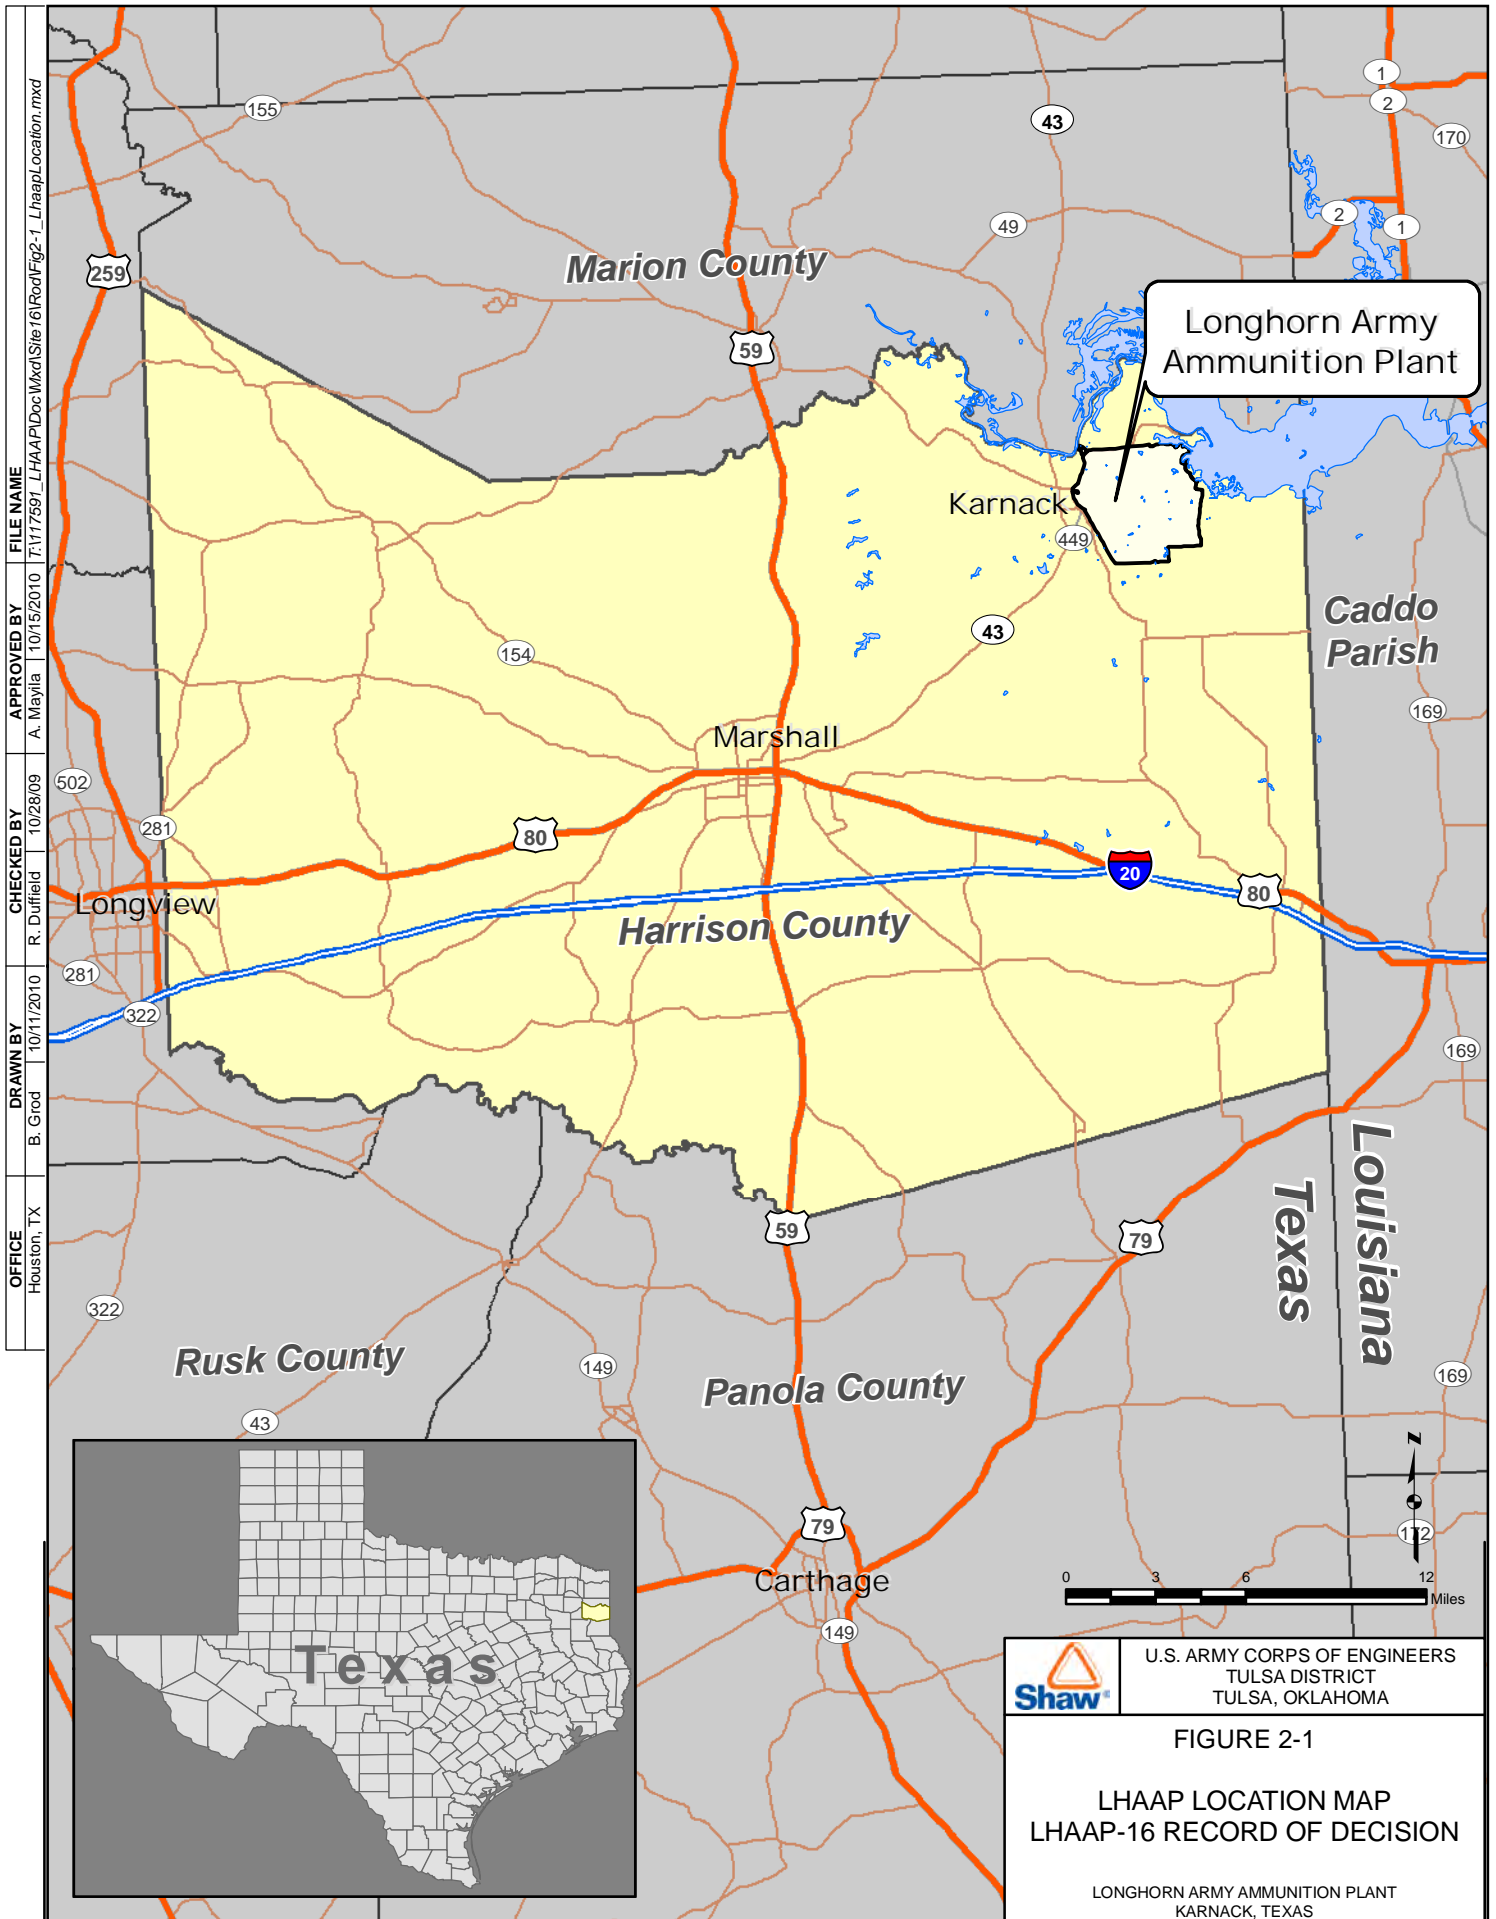 FILE NAME
T:\117591_LHAAP\Doc\Mxd\Site16\Rod\Fig2-1_LhaapLocation.mxd
APPROVED BY
A. Mayila 10/15/2010
CHECKED BY
R. Duffield 10/28/09
DRAWN BY
B. Grod 10/11/2010
OFFICE
Houston, TX
1
2
155
43
170
2
49
1
Marion County
259
Longhorn Army
Ammunition Plant
59
Karnack
449
Caddo
Parish
43
154
169
Marshall
502
281
80
20
80
Longview
Harrison County
281
322
169
Louisiana
Texas
59
79
322
Rusk County
149
169
Panola County
43
z
79
172
Carthage
0 3 6 12
Miles
149
Texas
Shaw®
U.S. ARMY CORPS OF ENGINEERS
TULSA DISTRICT
TULSA, OKLAHOMA
FIGURE 2-1
LHAAP LOCATION MAP
LHAAP-16 RECORD OF DECISION
LONGHORN ARMY AMMUNITION PLANT
KARNACK, TEXAS